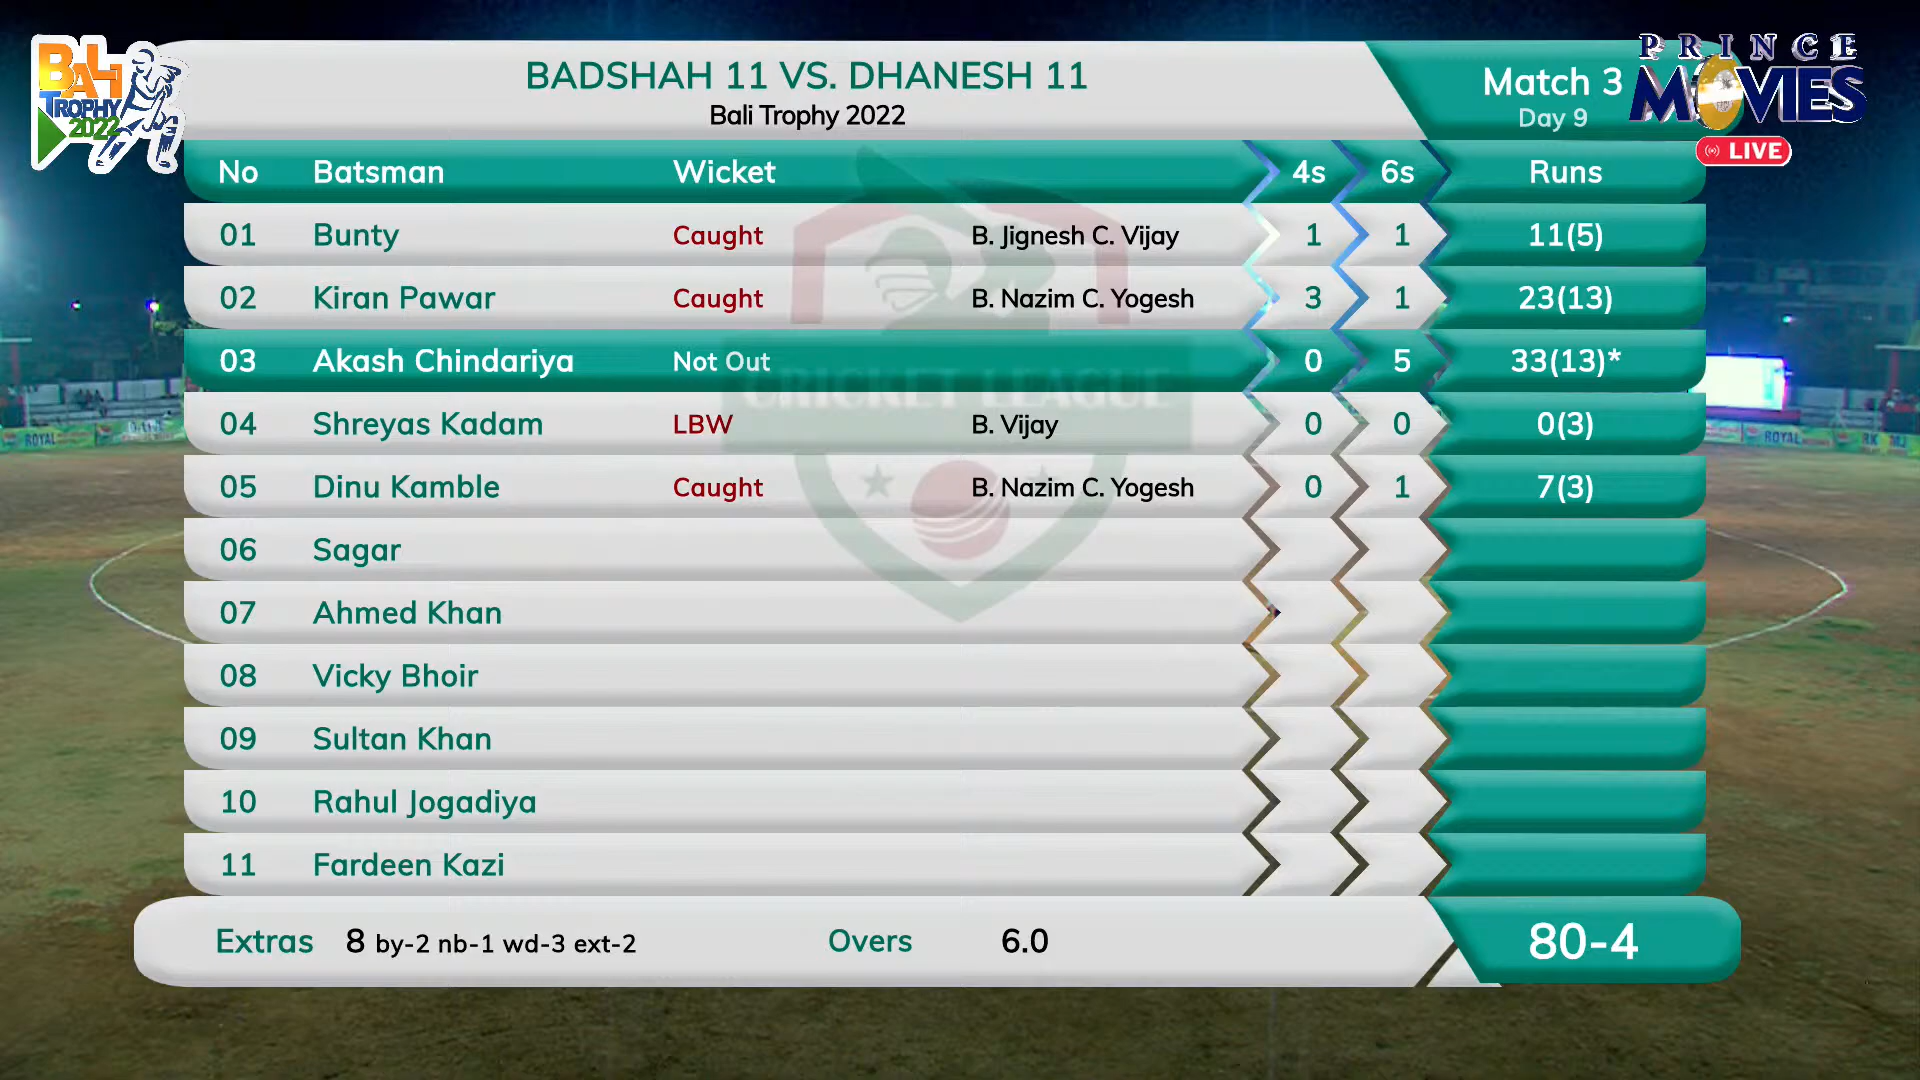 BALI
TROPHY
2022
BADSHAH 11 VS. DHANESH 11
Bali Trophy 2022
Match 3
Day 9
PRINCE
MOVIES
LIVE
No Batsman Wicket 4s 6s Runs
01 Bunty Caught B. Jignesh C. Vijay 1 1 11(5)
02 Kiran Pawar Caught B. Nazim C. Yogesh 3 1 23(13)
03 Akash Chindariya Not Out 0 5 33(13)*
CRICKET LEAGUE
04 Shreyas Kadam LBW B. Vijay 0 0 0(3)
ROYAL
ROYAL
05 Dinu Kamble Caught B. Nazim C. Yogesh 0 1 7(3)
06 Sagar
07 Ahmed Khan
08 Vicky Bhoir
09 Sultan Khan
10 Rahul Jogadiya
11 Fardeen Kazi
Extras 8 by-2 nb-1 wd-3 ext-2 Overs 6.0 80-4